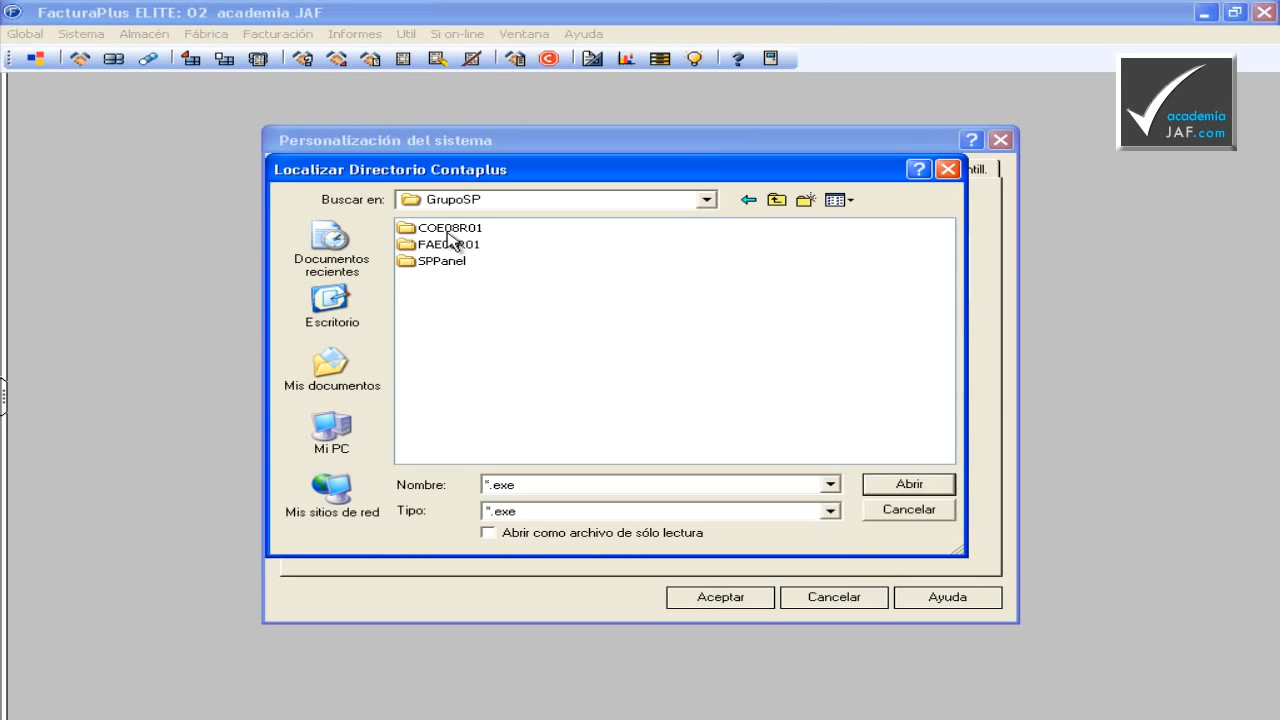 FacturaPlus ELITE: 02 academia JAF
Global Sistema Almacén Fábrica Facturación Informes Util Si on-line Ventana Ayuda
academia
JAF.com
Personalización del sistema
Localizar Directorio Contaplus
ntill.
Buscar en: GrupoSP
COE08R01
Documentos
recientes
SPPanel
Escritorio
Mis documentos
Mi PC
Mis sitios de red
Nombre: *.exe Abrir
Tipo: *.exe Cancelar
Abrir como archivo de sólo lectura
Aceptar Cancelar Ayuda